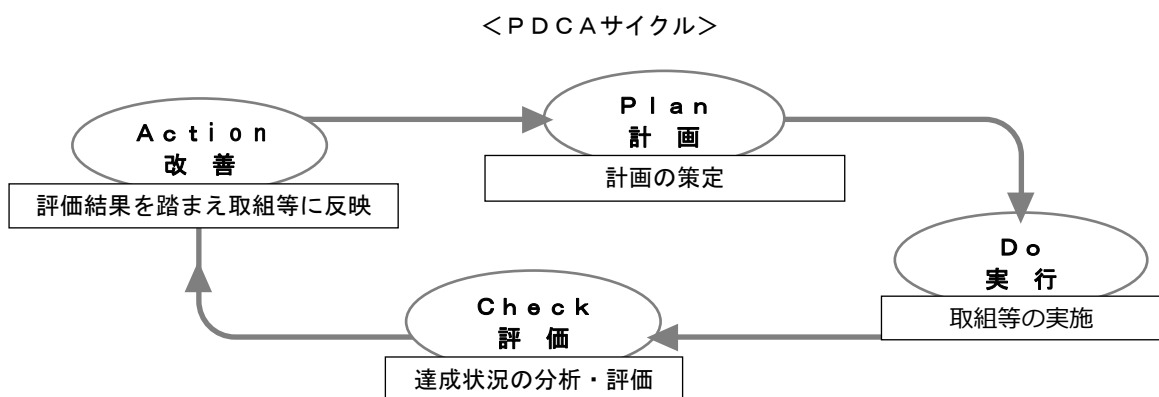 ＜ＰＤＣＡサイクル＞
Ｐｌａｎ
計　画
計画の策定
Ｄｏ
実　行
取組等の実施
Ｃｈｅｃｋ
評　価
達成状況の分析・評価
Ａｃｔｉｏｎ
改　善
評価結果を踏まえ取組等に反映